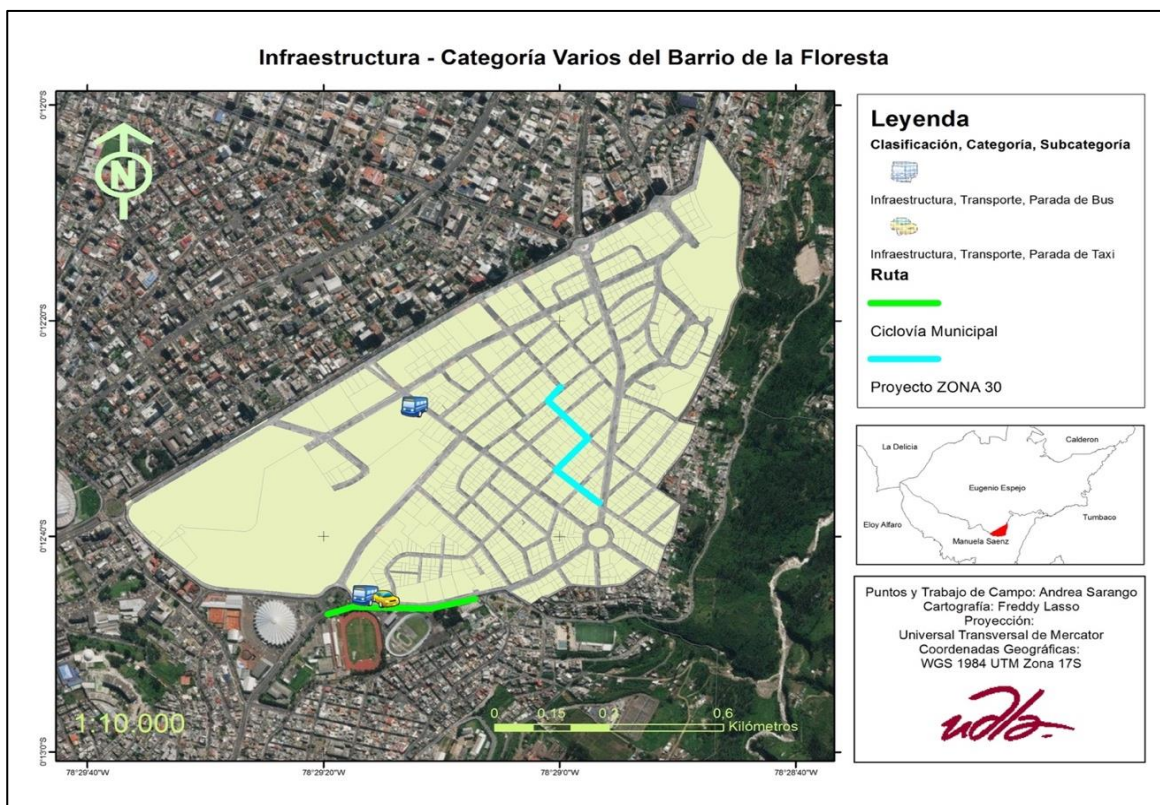 Infraestructura - Categoría Varios del Barrio de la Floresta
0°12'0"S
0°12'20"S
0°12'40"S
0°13'0"S
N
1:10.000
0 0,15 0,3 0,6
Kilómetros
78°29'40"W
78°29'20"W
78°29'0"W
78°28'40"W
Leyenda
Clasificación, Categoría, Subcategoría
Infraestructura, Transporte, Parada de Bus
Infraestructura, Transporte, Parada de Taxi
Ruta
Ciclovía Municipal
Proyecto ZONA 30
La Delicia
Calderon
Eugenio Espejo
Tumbaco
Eloy Alfaro
Manuela Saenz
Puntos y Trabajo de Campo: Andrea Sarango
Cartografía: Freddy Lasso
Proyección:
Universal Transversal de Mercator
Coordenadas Geográficas:
WGS 1984 UTM Zona 17S
udla-